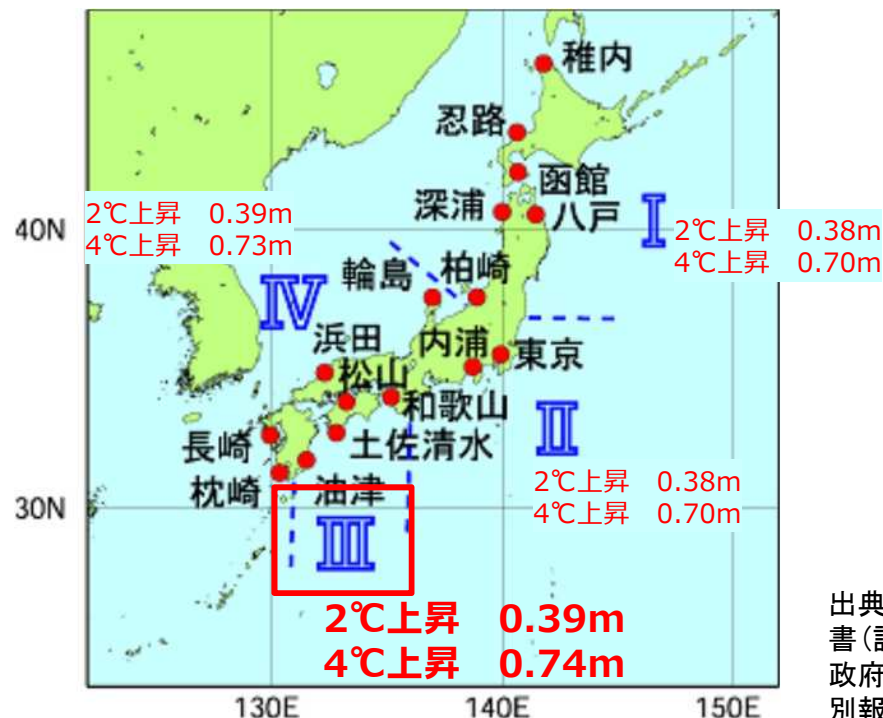 稚内
忍路
函館
深浦
八戸
I
2℃上昇 0.39m
4℃上昇 0.73m
40N
2℃上昇 0.38m
4℃上昇 0.70m
輪島
柏崎
IV
浜田
内浦
東京
松山
和歌山
II
長崎
土佐清水
枕崎
油津
2℃上昇 0.38m
4℃上昇 0.70m
30N
III
2℃上昇 0.39m
4℃上昇 0.74m
出典
書(
政府
別報
130E
140E
150E